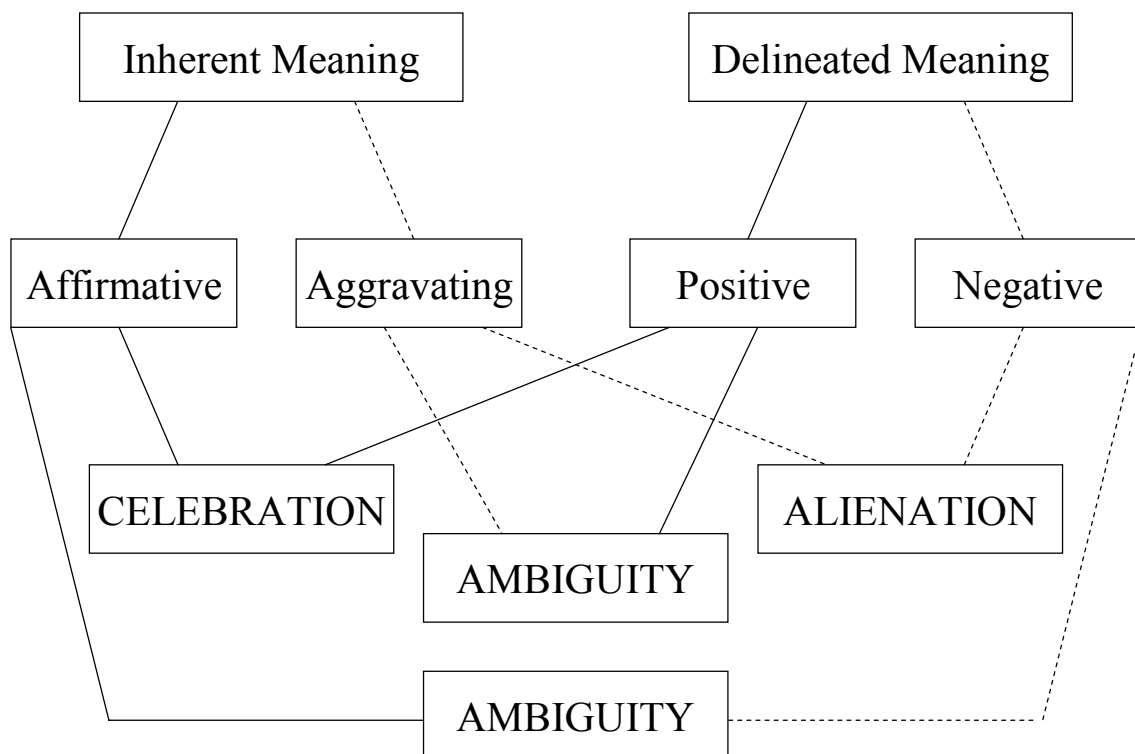 Inherent Meaning
Delineated Meaning
Affirmative
Aggravating
Positive
Negative
CELEBRATION
ALIENATION
AMBIGUITY
AMBIGUITY